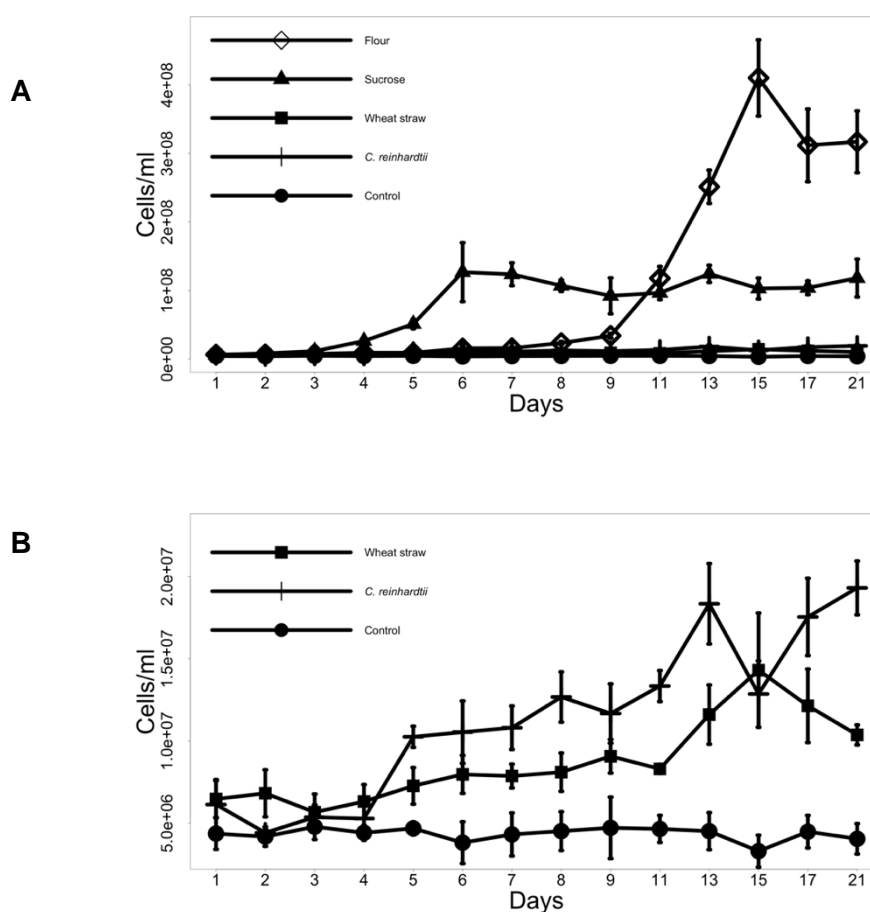 A
Flour
Sucrose
Wheat straw
C. reinhardtii
Control
Cells/ml
4e+08
3e+08
2e+08
1e+08
0e+00
1 2 3 4 5 6 7 8 9 11 13 15 17 21
Days
B
Wheat straw
C. reinhardtii
Control
Cells/ml
2.0e+07
1.5e+07
1.0e+07
5.0e+06
1 2 3 4 5 6 7 8 9 11 13 15 17 21
Days